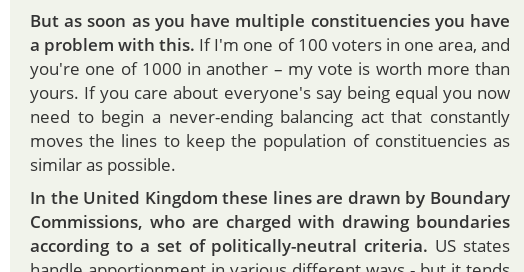 But as soon as you have multiple constituencies you have
a problem with this. If I'm one of 100 voters in one area, and
you're one of 1000 in another – my vote is worth more than
yours. If you care about everyone's say being equal you now
need to begin a never-ending balancing act that constantly
moves the lines to keep the population of constituencies as
similar as possible.
In the United Kingdom these lines are drawn by Boundary
Commissions, who are charged with drawing boundaries
according to a set of politically-neutral criteria. US states
handle apportionment in various different ways - but it tends